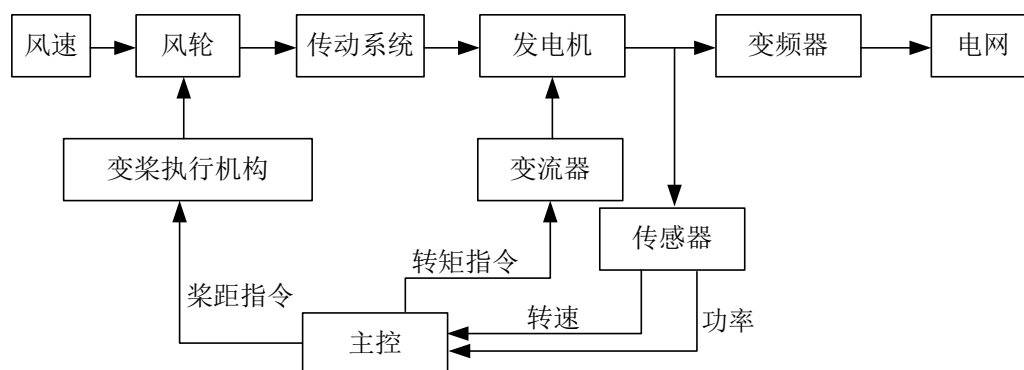 风速
风轮
传动系统
发电机
变频器
电网
变桨执行机构
变流器
传感器
转矩指令
桨距指令
转速
功率
主控